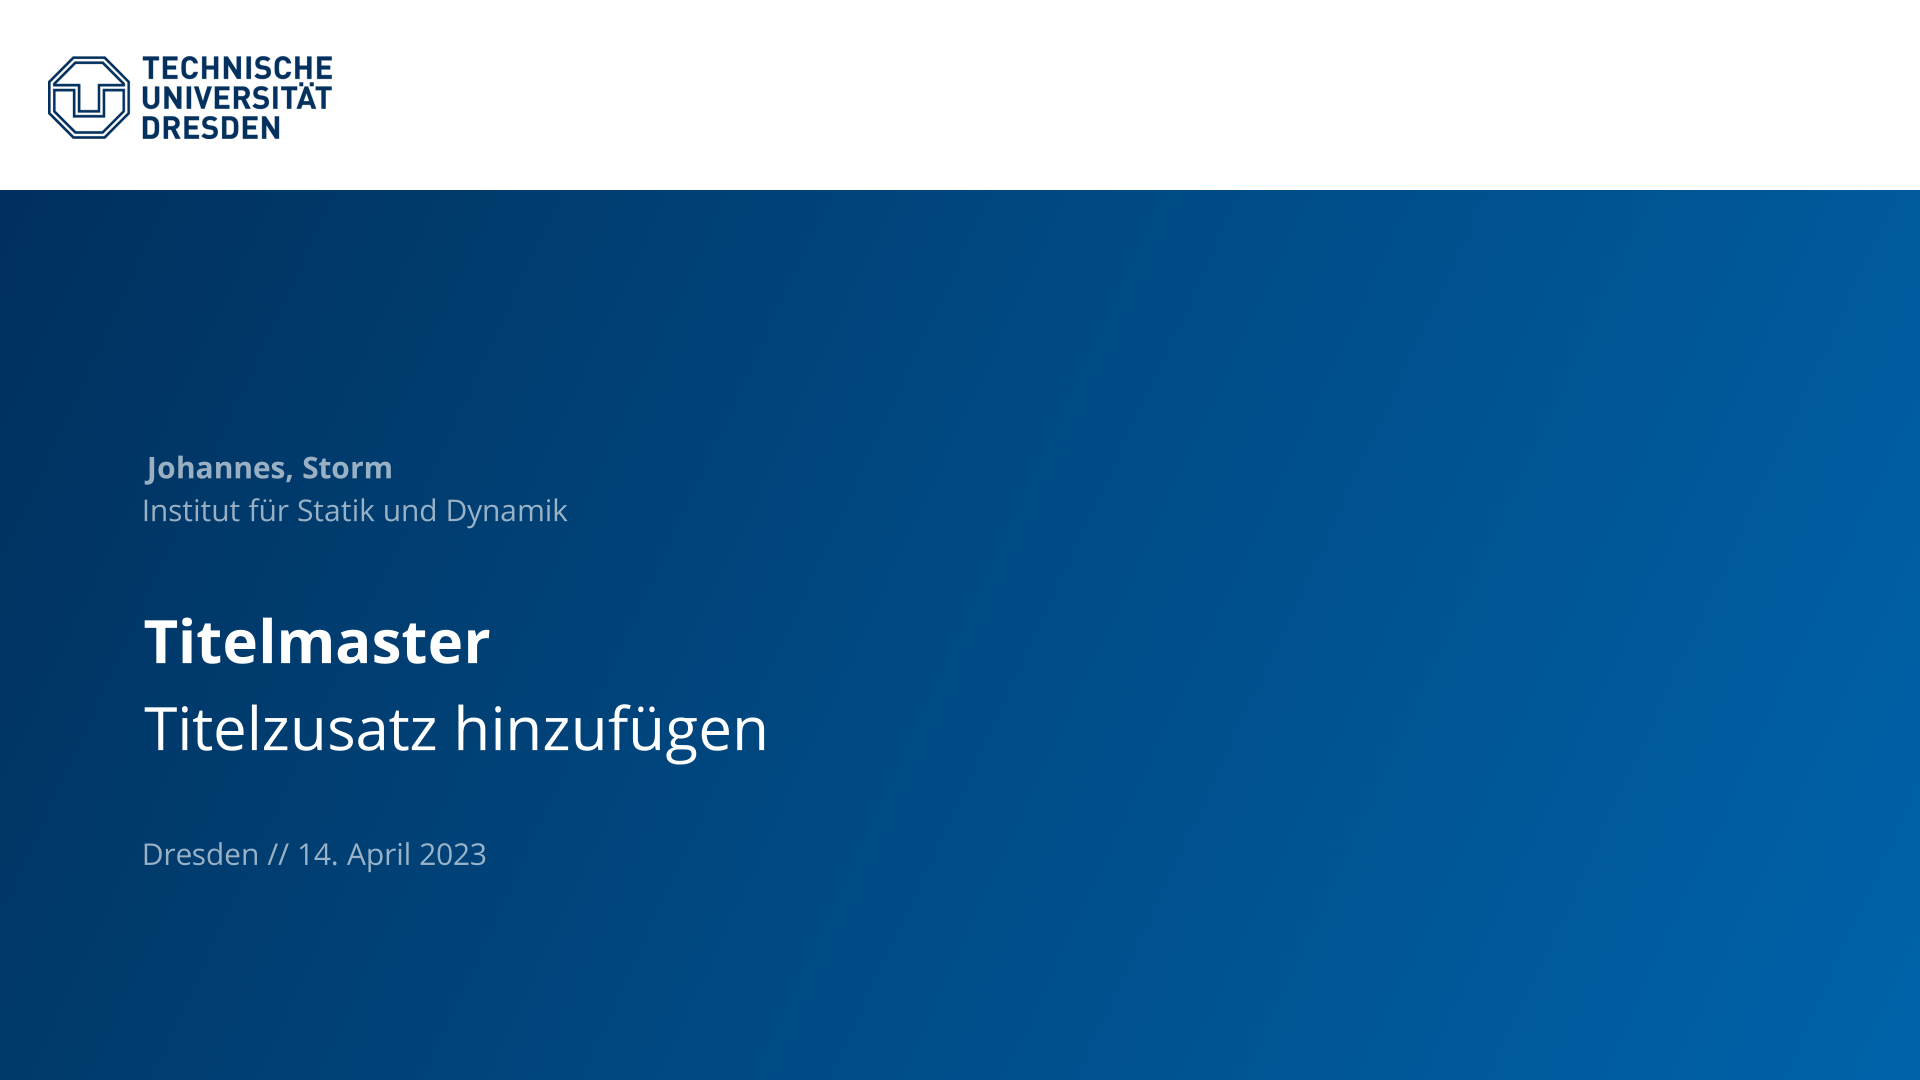 TECHNISCHE
UNIVERSITÄT
DRESDEN
Johannes, Storm
Institut für Statik und Dynamik
Titelmaster
Titelzusatz hinzufügen
Dresden // 14. April 2023